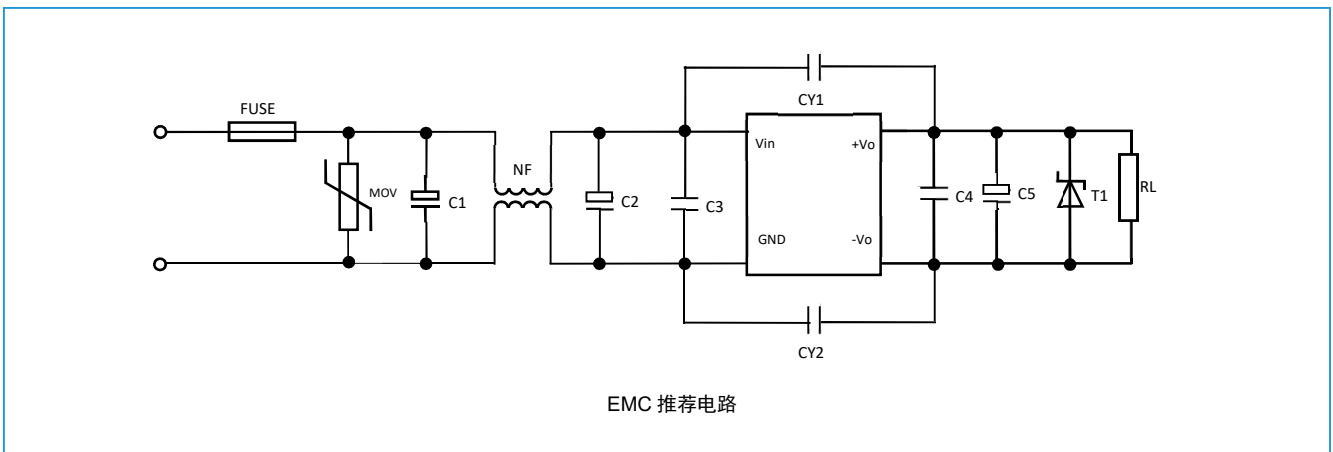 CY1
FUSE
Vin
+Vo
NF
MOV
C1
C2
C3
C4
C5
T1
RL
GND
-Vo
CY2
EMC 推荐电路